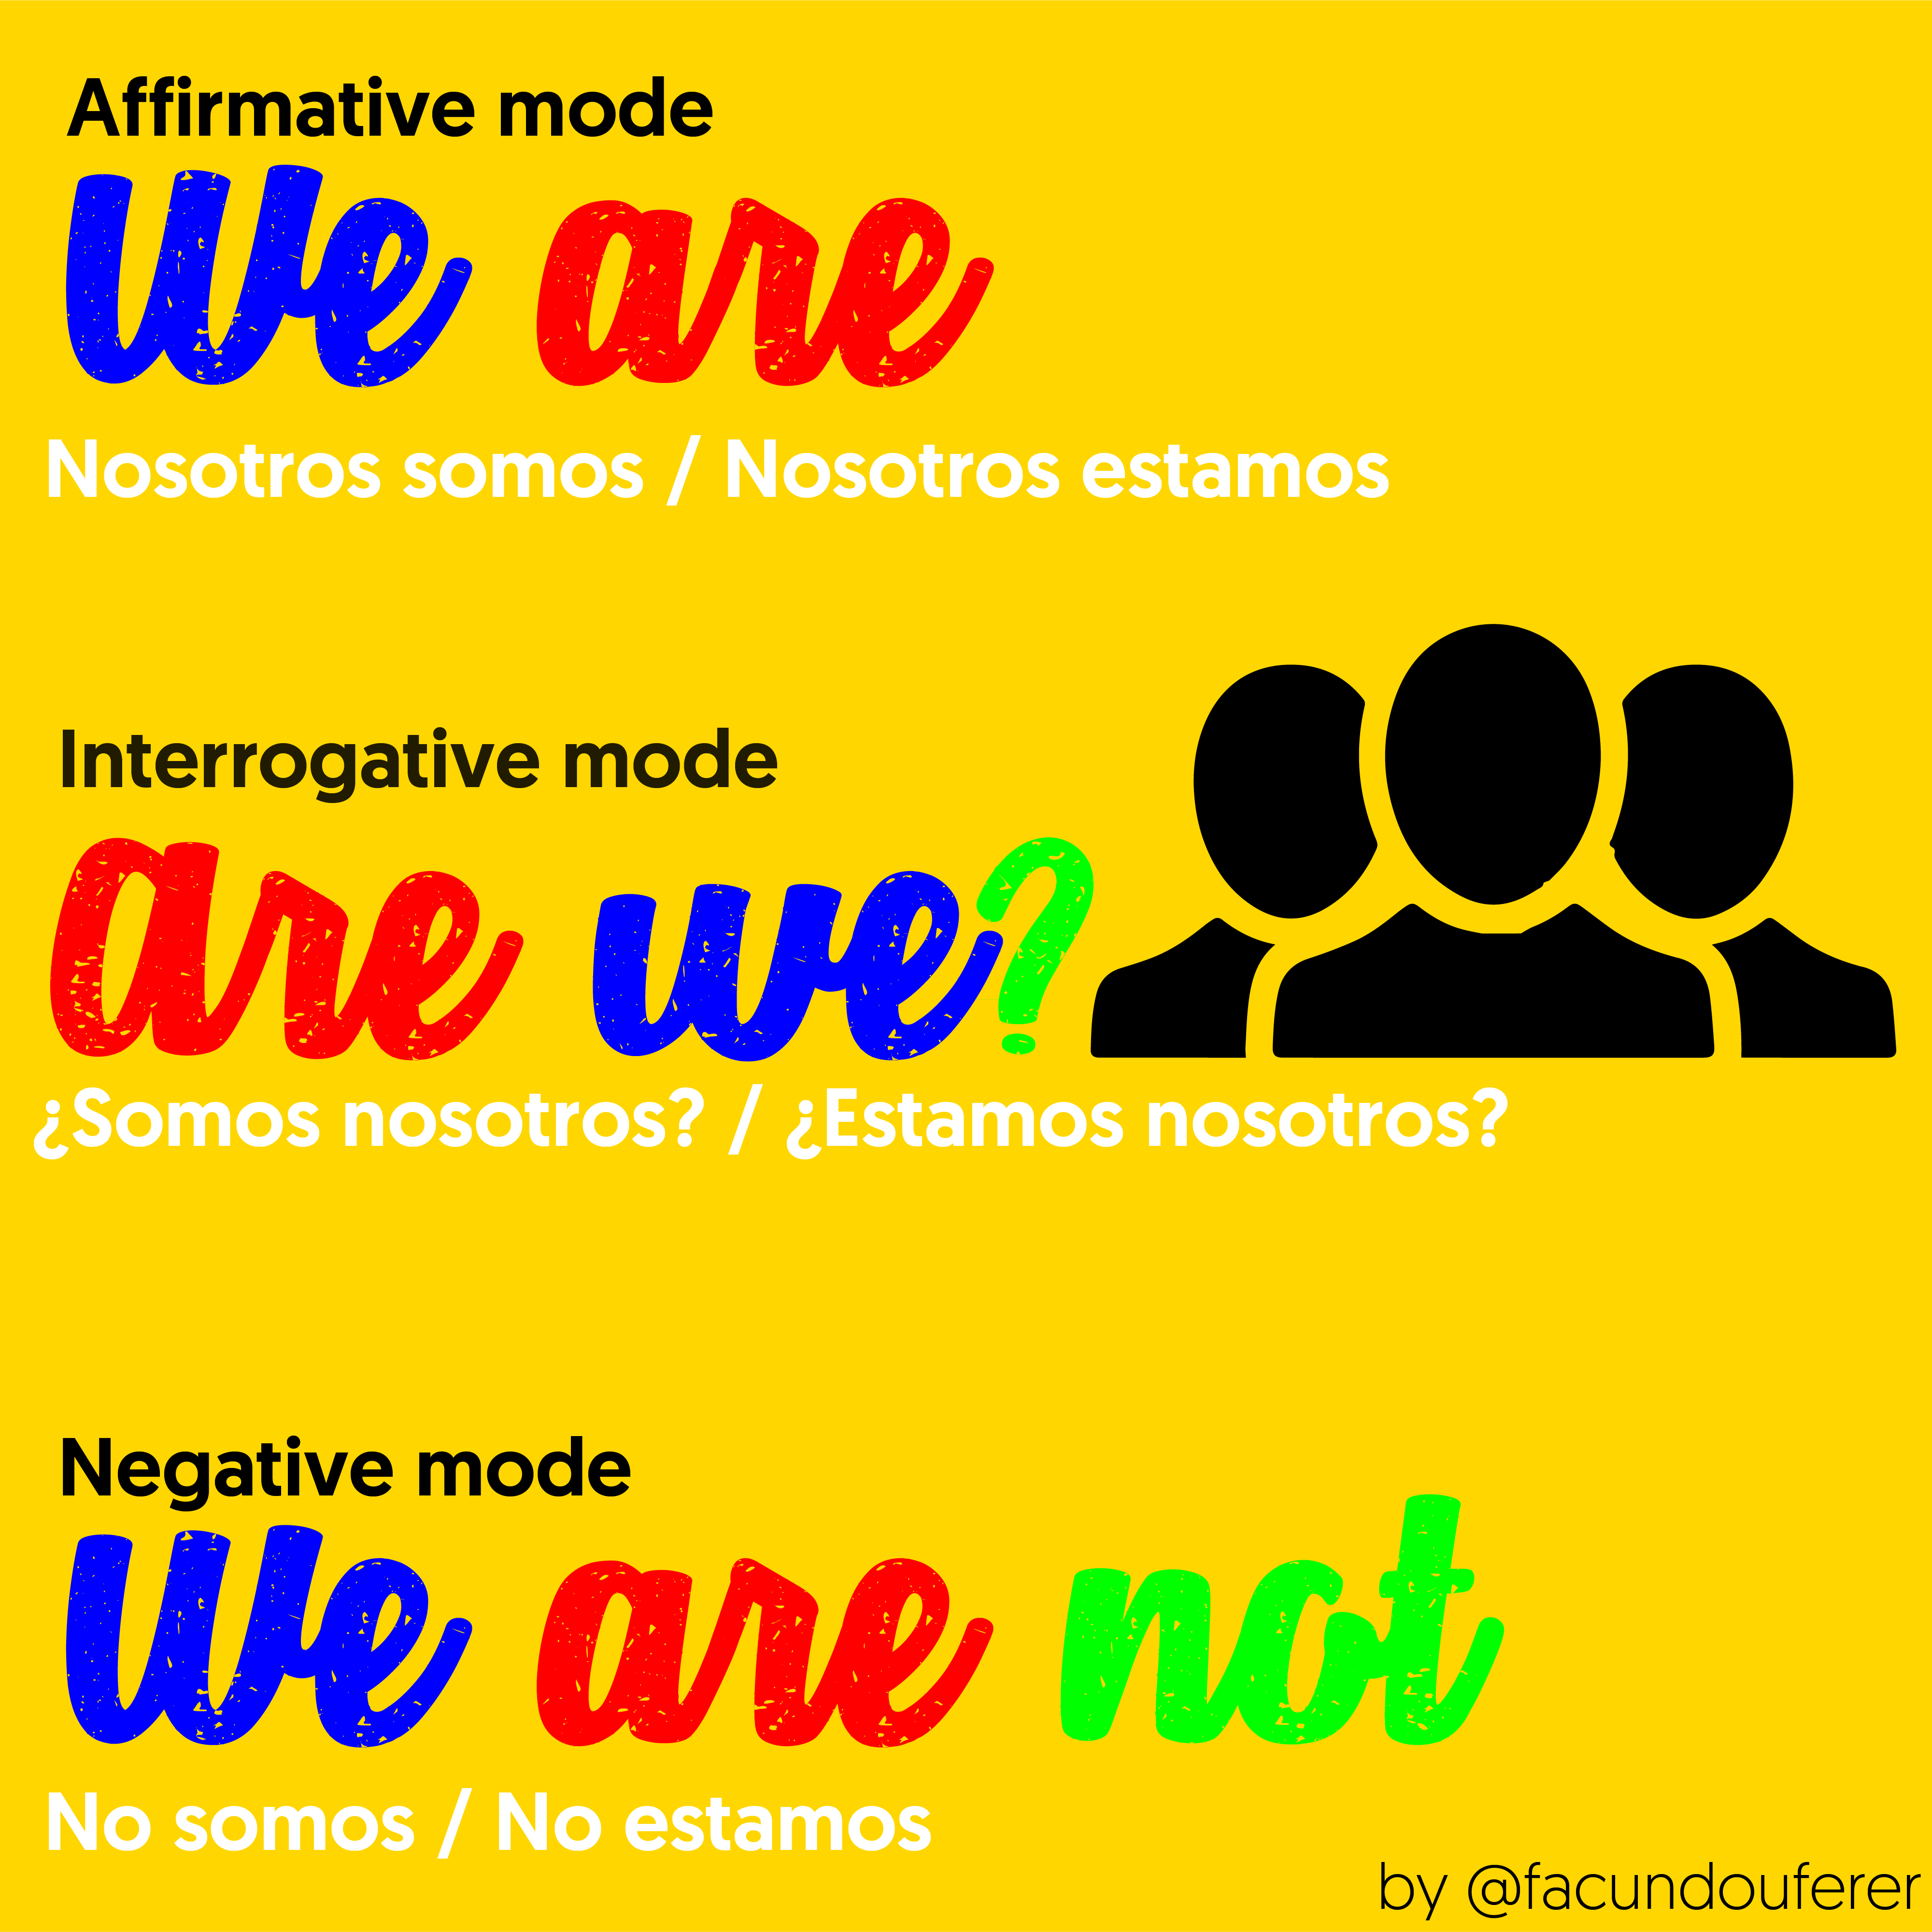 Affirmative mode
We are
Nosotros somos / Nosotros estamos
Interrogative mode
are we?
¿Somos nosotros? / ¿Estamos nosotros?
Negative mode
We are not
No somos / No estamos
by @facundouferer